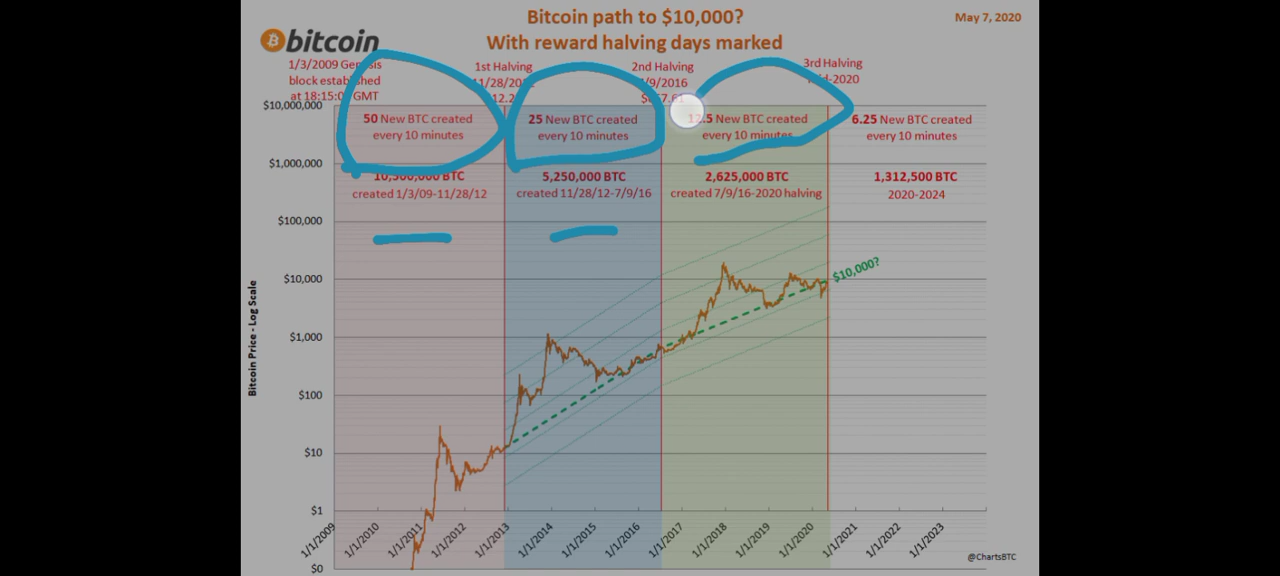 Bitcoin path to $10,000?
May 7, 2020
With reward halving days marked
bitcoin
1/3/2009
block
at 18:15:0 GMT
1st Halving
2nd Halving
3rd Halving
-2020
$10,000,000
$1,000,000
$100,000
$10,000
$1,000
$100
$10
$1
$0
50 New BTC created
every 10 minutes
25 New BTC created
every 10 minutes
New BTC created
every 10 minutes
6.25 New BTC created
every 10 minutes
10,500,000 BTC
created 1/3/09-11/28/12
5,250,000 BTC
created 11/28/12-7/9/16
2,625,000 BTC
created 7/9/16-2020 halving
1,312,500 BTC
2020-2024
$10,000?
Bitcoin Price - Log Scale
1/1/2009
1/1/2010
1/1/2011
1/1/2012
1/1/2013
1/1/2014
1/1/2015
1/1/2016
1/1/2017
1/1/2018
1/1/2019
1/1/2020
1/1/2021
1/1/2022
1/1/2023
@ChartsBTC